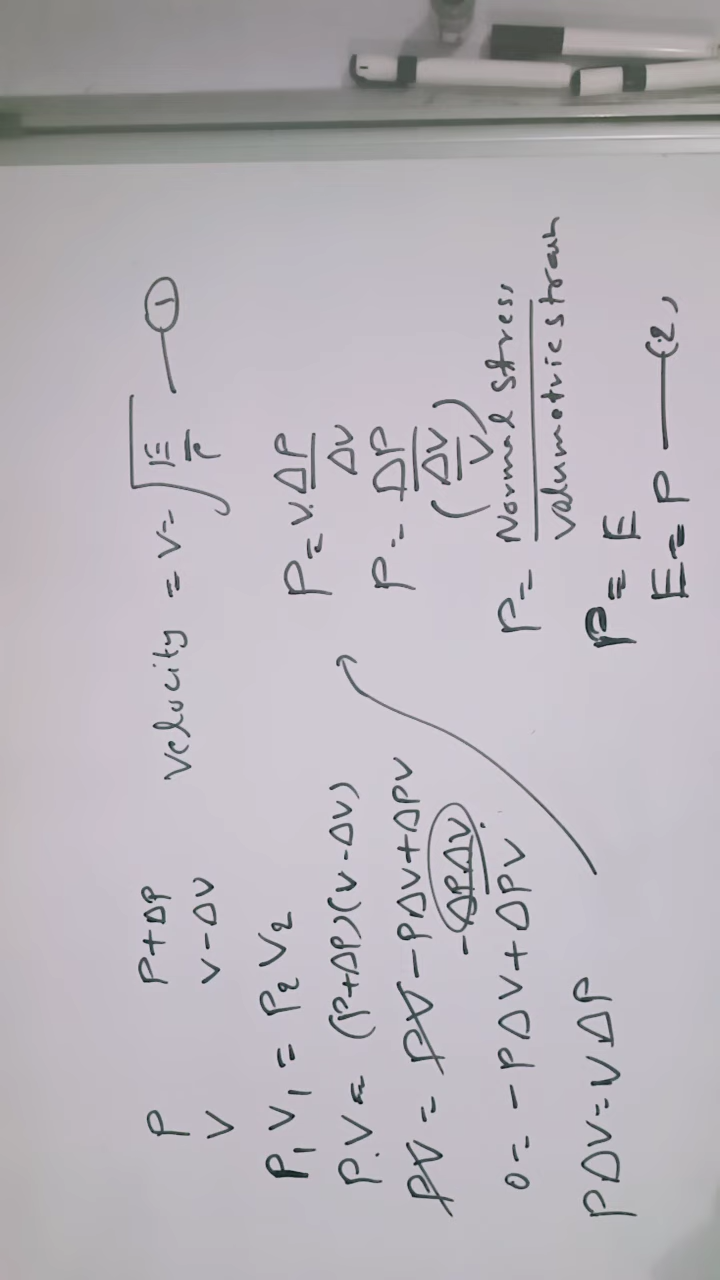 P P+ΔP velocity = v = √(E/ρ) — ①
V V-ΔV
P₁V₁ = P₂V₂
P.V = (P+ΔP)(V-ΔV)
PV = PV - PΔV + ΔPV
- ΔPΔV.
0 = - PΔV + ΔPV
PΔV = VΔP
P = V.ΔP/ΔV
P = ΔP/(ΔV/V)
P = Normal stress/valumetric strain
P = E
E = P — (2)